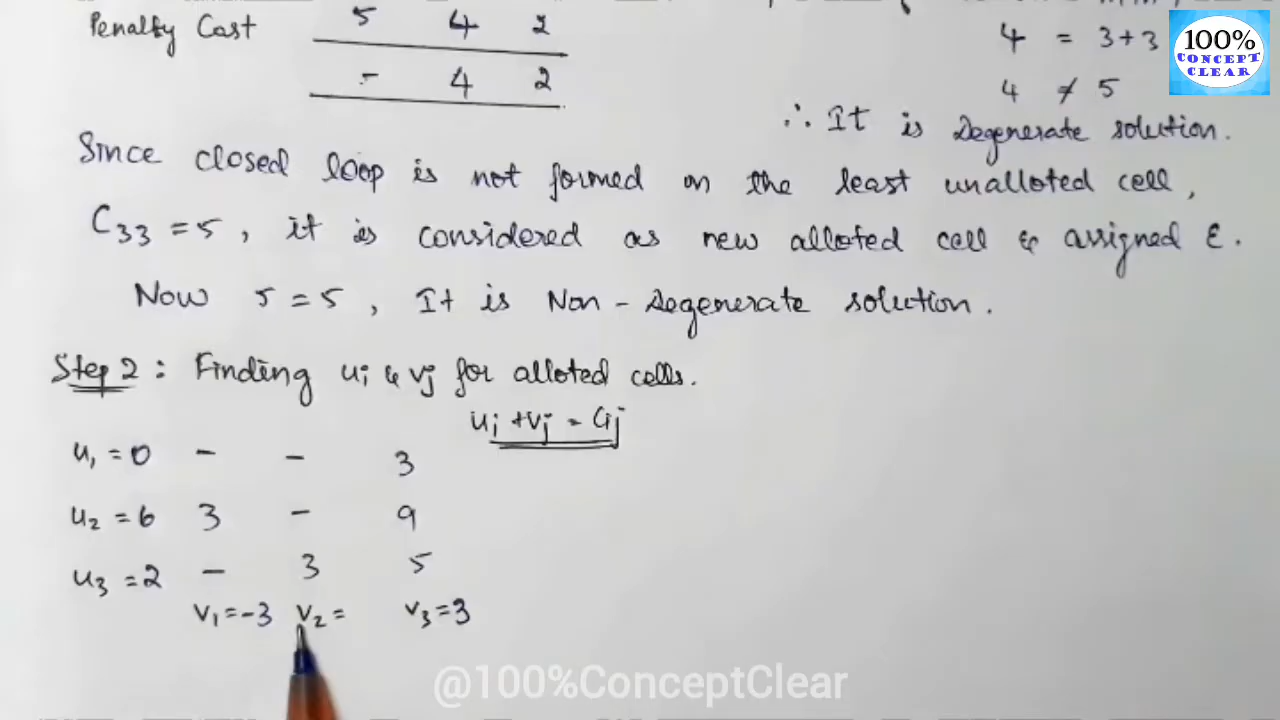 Penalty Cost 5 4 2
- 4 2
4 = 3+3
4 ≠ 5
∴ It is Degenerate solution.
100%
CONCEPT
CLEAR
Since closed loop is not formed on the least unalloted cell,
C33 = 5, it is considered as new alloted cell & assigned ε.
Now 5 = 5, It is Non-Degenerate solution.
Step 2: Finding ui & vj for alloted cells.
ui + vj = Cij
u1 = 0 - - 3
u2 = 6 3 - 9
u3 = 2 - 3 5
v1 = -3 v2 = v3 = 3
@100%ConceptClear